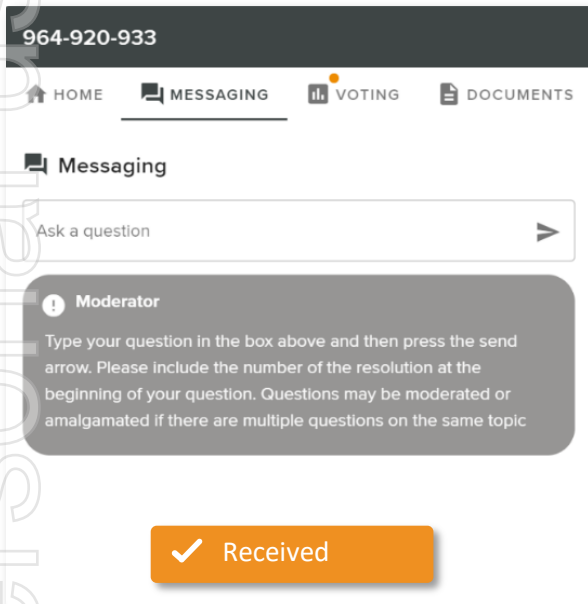 964-920-933
HOME MESSAGING VOTING DOCUMENTS
Messaging
Ask a question
Moderator
Type your question in the box above and then press the send
arrow. Please include the number of the resolution at the
beginning of your question. Questions may be moderated or
amalgamated if there are multiple questions on the same topic
Received